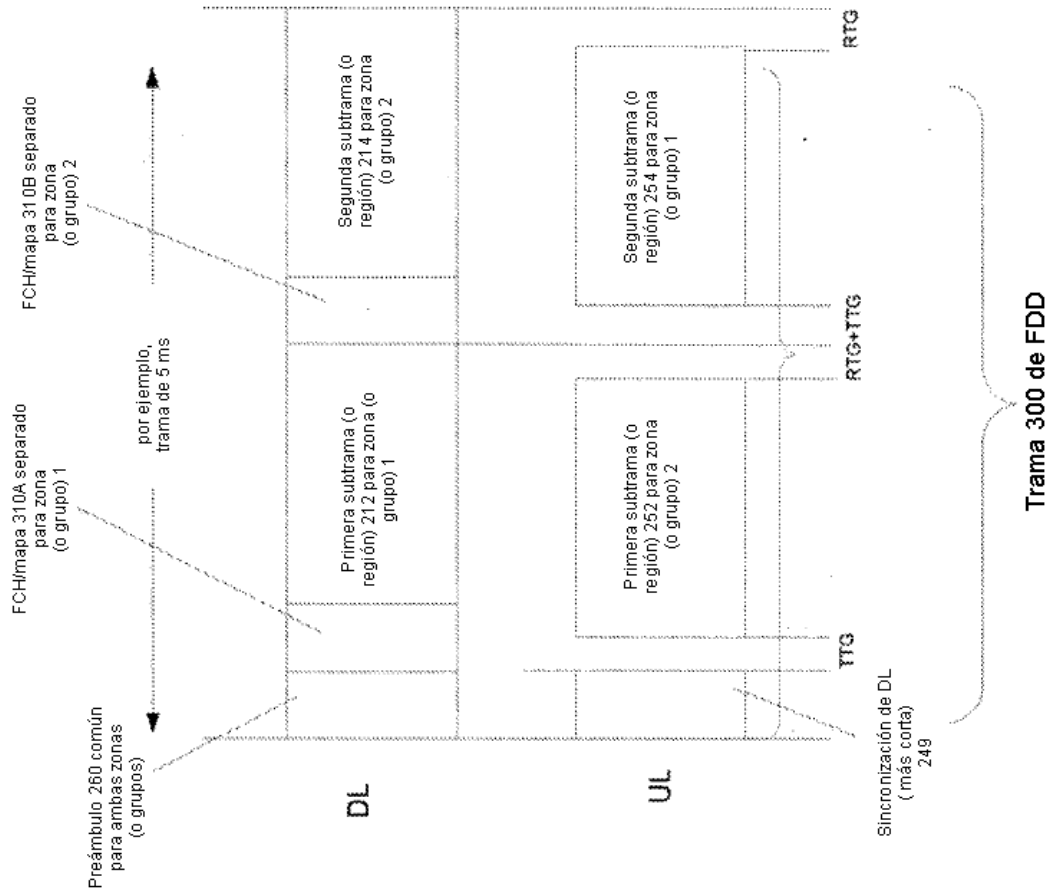 FCH/mapa 310A separado
para zona
(o grupo) 1
FCH/mapa 310B separado
para zona
(o grupo) 2
Preámbulo 260 común
para ambas zonas
(o grupos)
por ejemplo,
trama de 5 ms
DL
Primera subtrama (o
región) 212 para zona (o
grupo) 1
Segunda subtrama (o
región) 214 para zona
(o grupo) 2
UL
Primera subtrama (o
región) 252 para zona
(o grupo) 2
Segunda subtrama (o
región) 254 para zona
(o grupo) 1
Sincronización de DL
( más corta)
249
TTG
RTG+TTG
RTG
Trama 300 de FDD